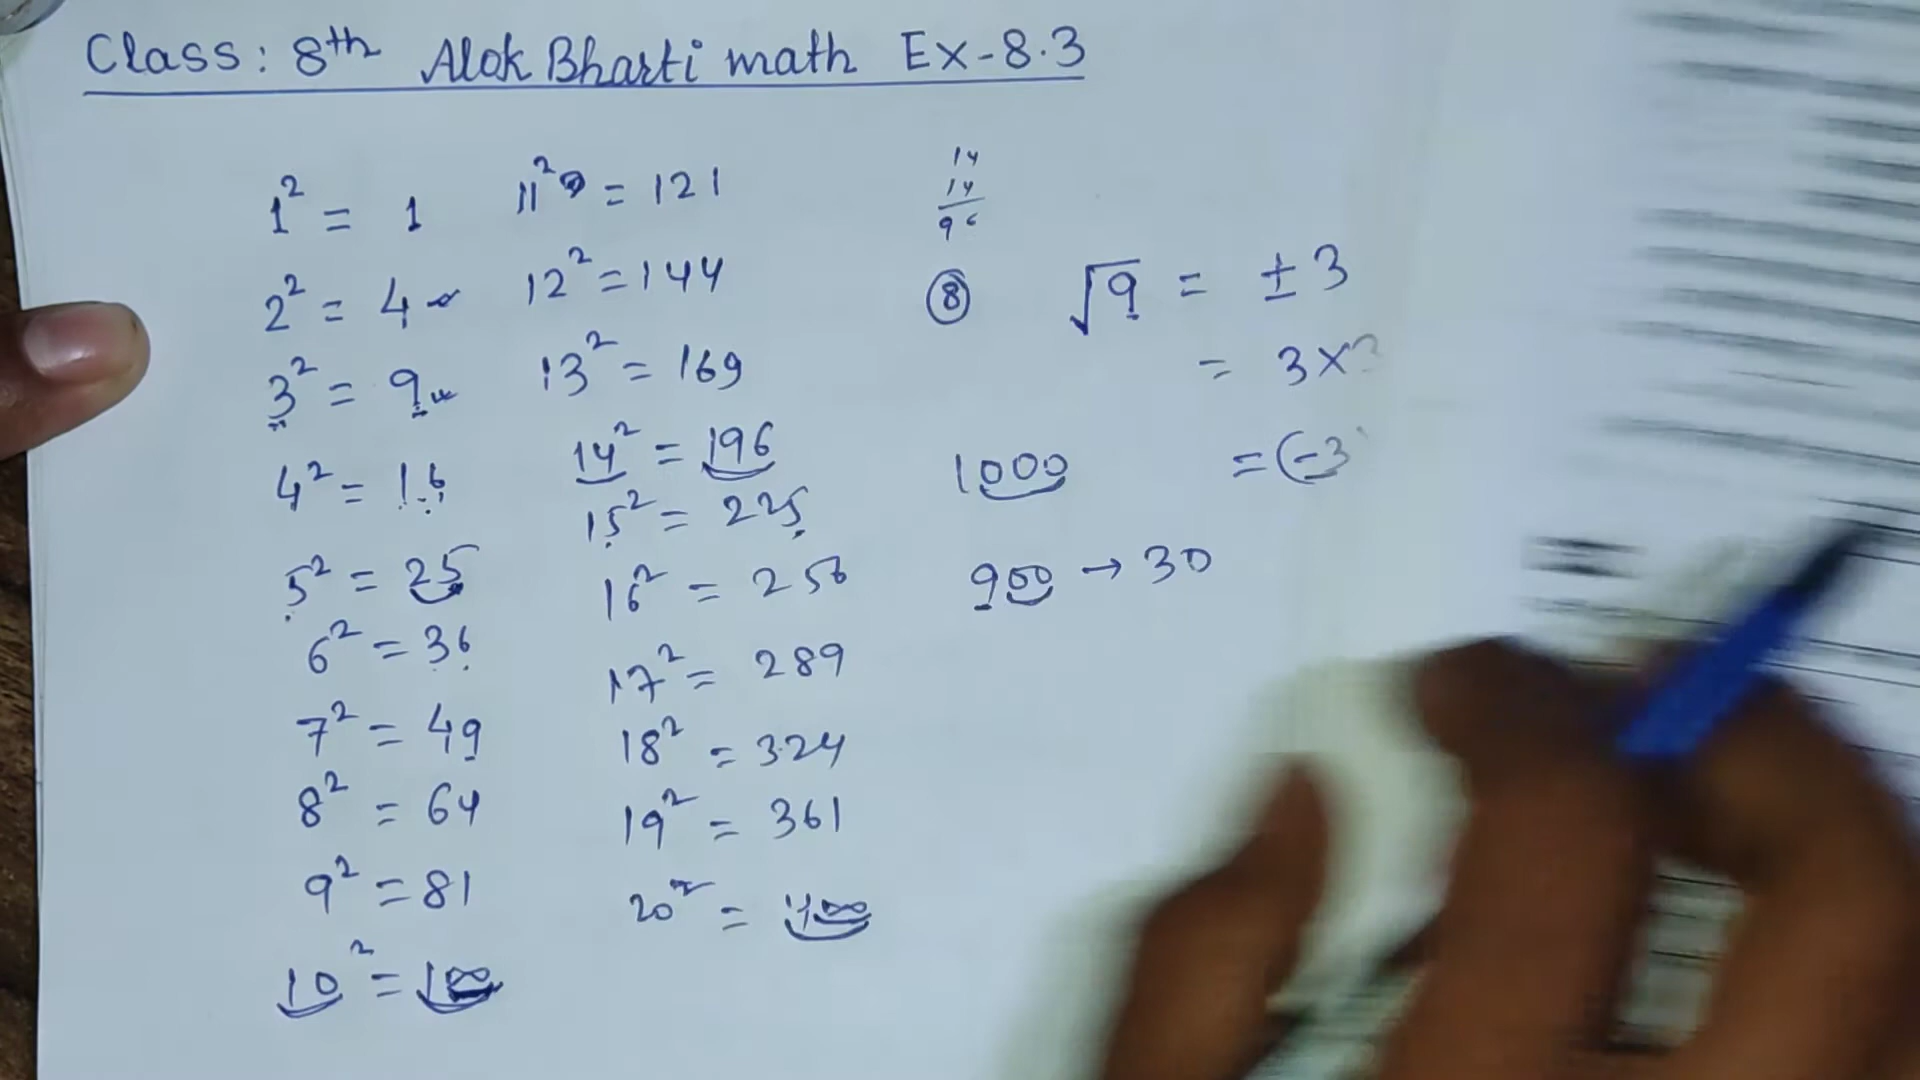 Class: 8th Alok Bharti math Ex-8.3
1² = 1
2² = 4
3² = 9
4² = 16
5² = 25
6² = 36
7² = 49
8² = 64
9² = 81
10² = 100
11² = 121
12² = 144
13² = 169
14² = 196
15² = 225
16² = 256
17² = 289
18² = 324
19² = 361
20² = 400
14
14
96
8 √9 = ±3
= 3×3
= (-3
1000
900 → 30